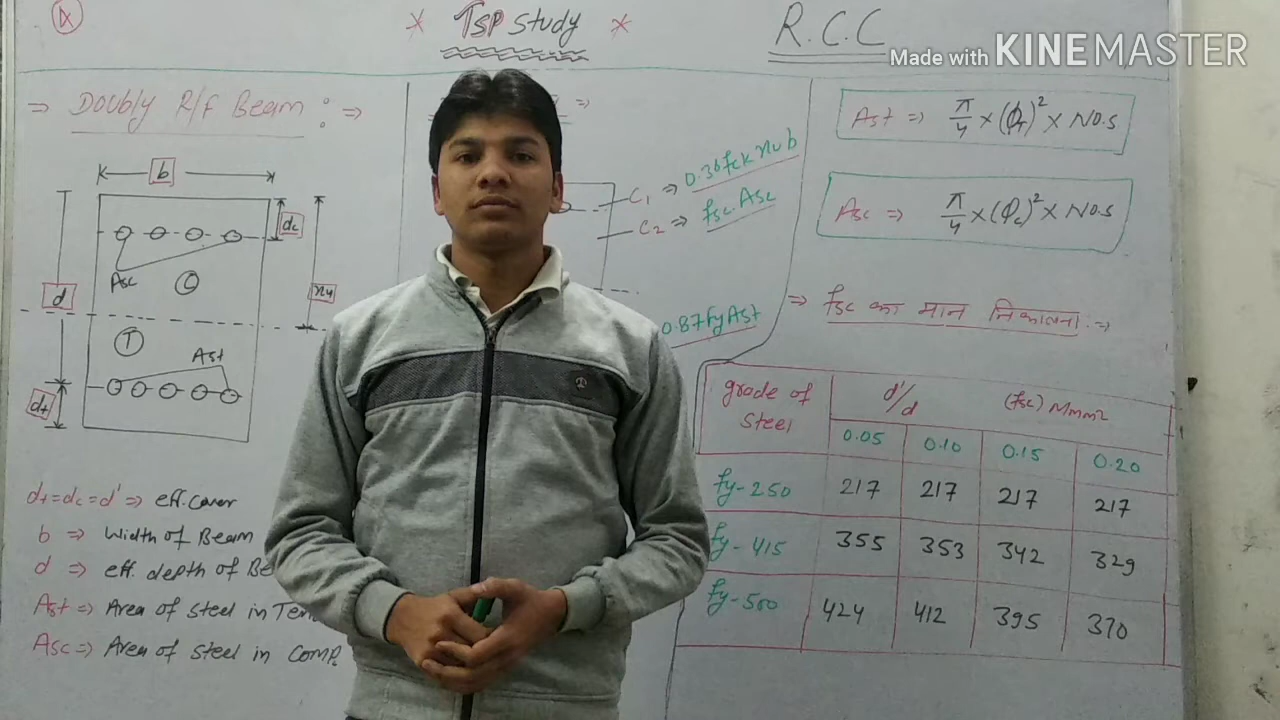 * TSP Study *
R.C.C
Made with KINEMASTER
⇒ Doubly R/F Beam :⇒
b
dc
Asc
C
d
T
Ast
dt
dt=dc=d' ⇒ eff. cover
b ⇒ Width of Beam
d ⇒ eff. depth of Be
Ast ⇒ Area of Steel in Ten
Asc ⇒ Area of Steel in Comp.
C1 ⇒ 0.36fck xu b
C2 ⇒ fsc.Asc
0.87fyAst
Ast ⇒ π/4 × (ΦT)² × Nos
Asc ⇒ π/4 × (Φc)² × Nos
⇒ fsc का मान निकालना :⇒
grade of Steel d'/d (fsc) Nmm2
0.05 0.10 0.15 0.20
fy-250 217 217 217 217
fy-415 355 353 342 329
fy-500 424 412 395 370